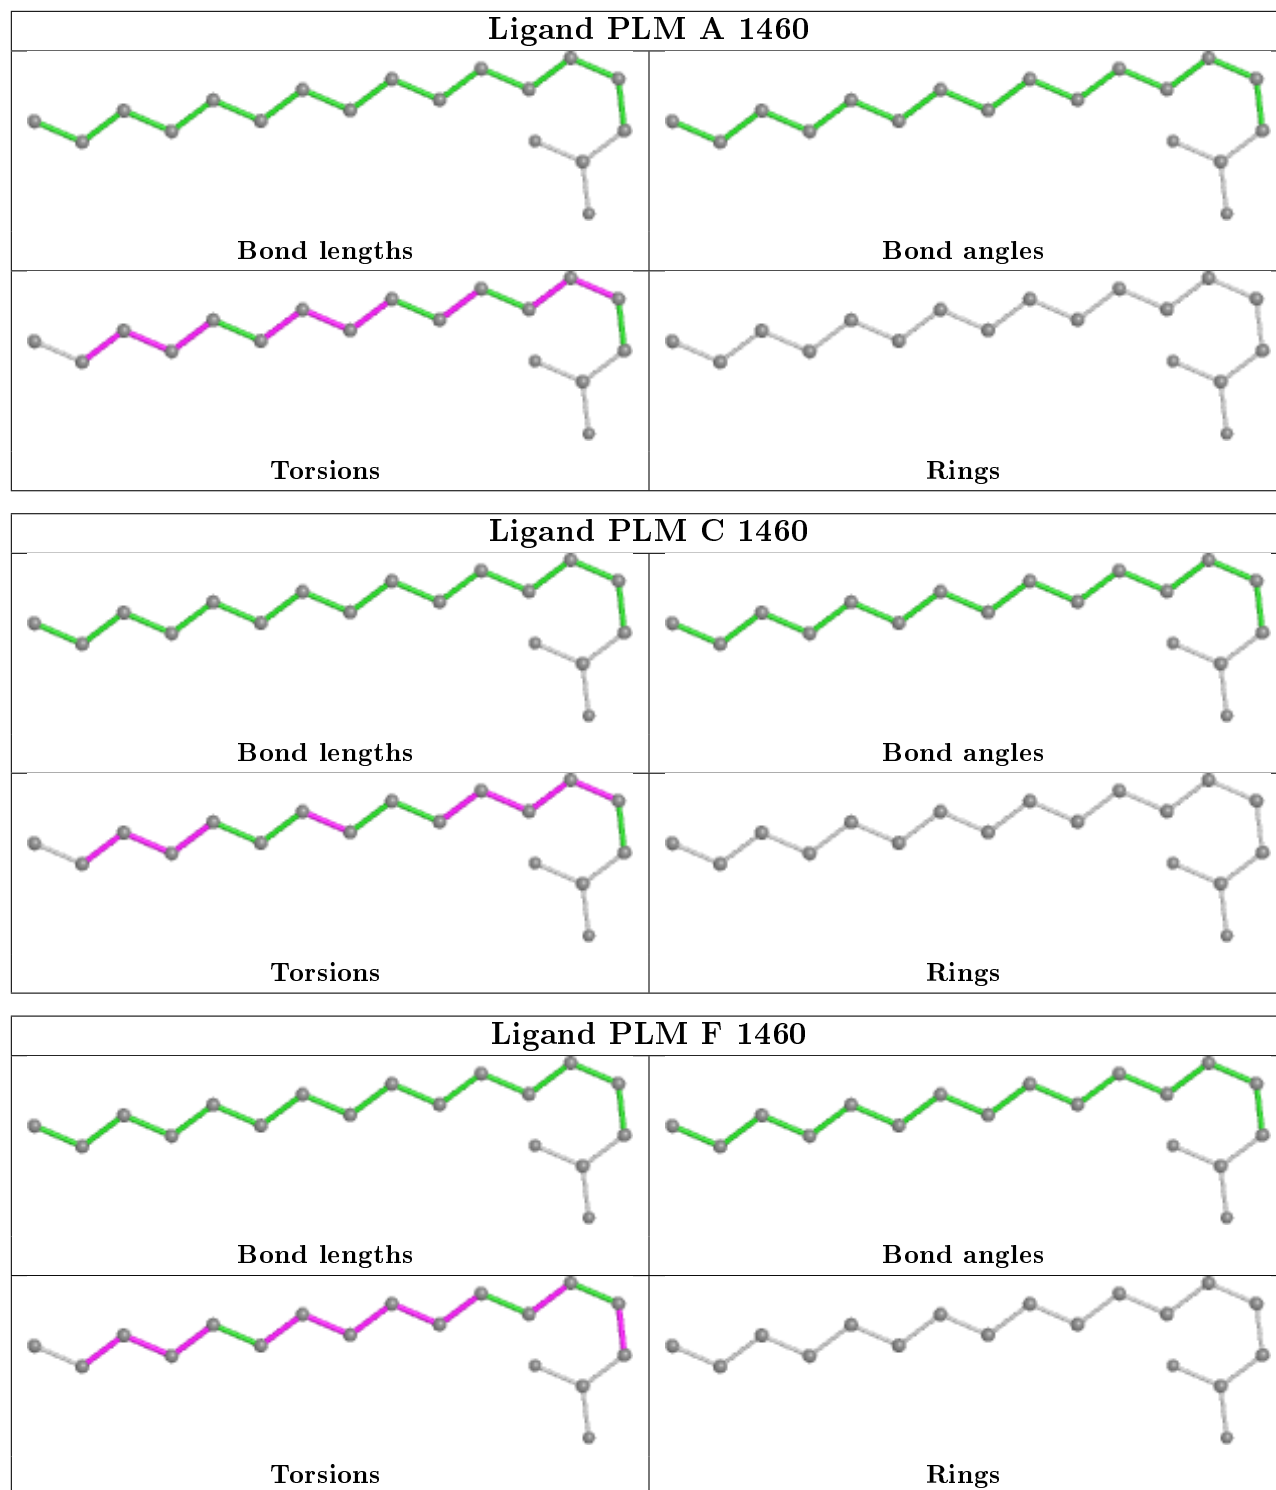 Ligand PLM A 1460
Bond lengths
Bond angles
Torsions
Rings
Ligand PLM C 1460
Bond lengths
Bond angles
Torsions
Rings
Ligand PLM F 1460
Bond lengths
Bond angles
Torsions
Rings